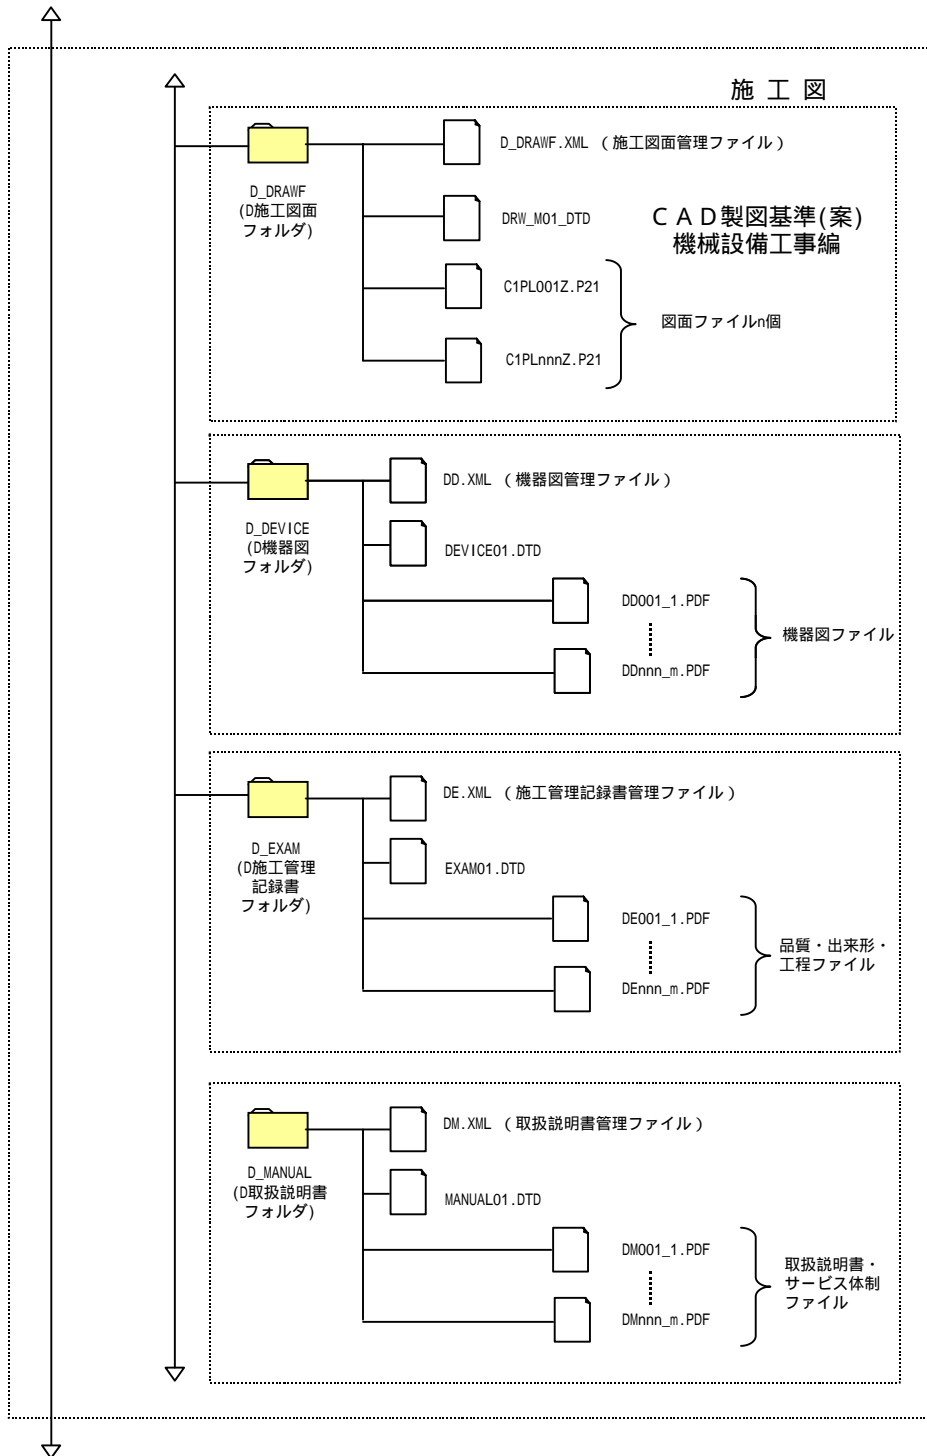 施 工 図
D_DRAWF.XML （施工図面管理ファイル）
D_DRAWF
(D施工図面
フォルダ)
DRW_M01_DTD
ＣＡＤ製図基準(案)
機械設備工事編
C1PL001Z.P21
図面ファイルn個
C1PLnnnZ.P21
DD.XML （機器図管理ファイル）
D_DEVICE
(D機器図
フォルダ)
DEVICE01.DTD
DD001_1.PDF
機器図ファイル
DDnnn_m.PDF
DE.XML （施工管理記録書管理ファイル）
D_EXAM
(D施工管理
記録書
フォルダ)
EXAM01.DTD
DE001_1.PDF
品質・出来形・
工程ファイル
DEnnn_m.PDF
DM.XML （取扱説明書管理ファイル）
D_MANUAL
(D取扱説明書
フォルダ)
MANUAL01.DTD
DM001_1.PDF
取扱説明書・
サービス体制
ファイル
DMnnn_m.PDF